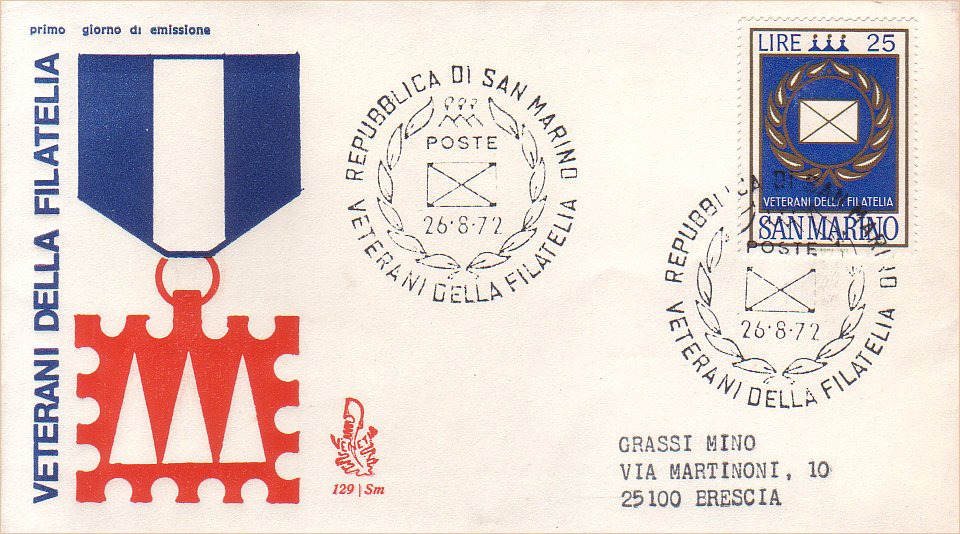 primo giorno di emissione
VETERANI DELLA FILATELIA
REPUBBLICA DI SAN MARINO
POSTE
26·8·72
VETERANI DELLA FILATELIA
LIRE 25
VETERANI DELLA FILATELIA
SAN MARINO
REPUBBLICA DI SAN MARINO
POSTE
26·8·72
VETERANI DELLA FILATELIA
129 | Sm
GRASSI MINO
VIA MARTINONI, 10
25100 BRESCIA